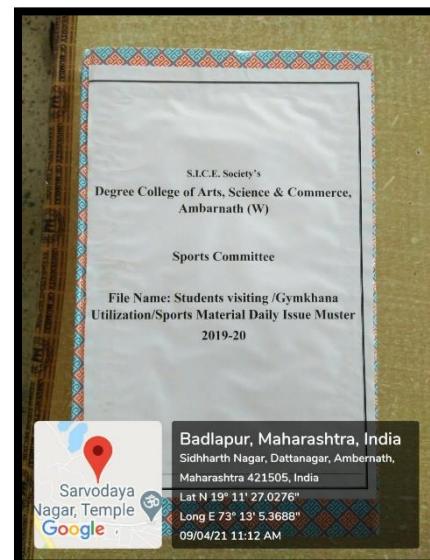 S.I.C.E. Society's
Degree College of Arts, Science & Commerce,
Ambarnath (W)
Sports Committee
File Name: Students visiting /Gymkhana
Utilization/Sports Material Daily Issue Muster
2019-20
Sarvodaya
Nagar, Temple
Google
Badlapur, Maharashtra, India
Sidhharth Nagar, Dattanagar, Ambernath,
Maharashtra 421505, India
Lat N 19° 11' 27.0276"
Long E 73° 13' 5.3688"
09/04/21 11:12 AM